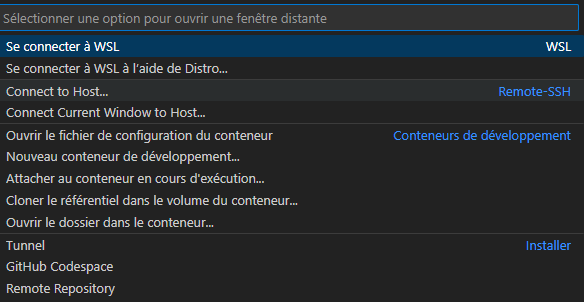 Sélectionner une option pour ouvrir une fenêtre distante
Se connecter à WSL WSL
Se connecter à WSL à l'aide de Distro...
Connect to Host... Remote-SSH
Connect Current Window to Host...
Ouvrir le fichier de configuration du conteneur Conteneurs de développement
Nouveau conteneur de développement...
Attacher au conteneur en cours d'exécution...
Cloner le référentiel dans le volume du conteneur...
Ouvrir le dossier dans le conteneur...
Tunnel Installer
GitHub Codespace
Remote Repository